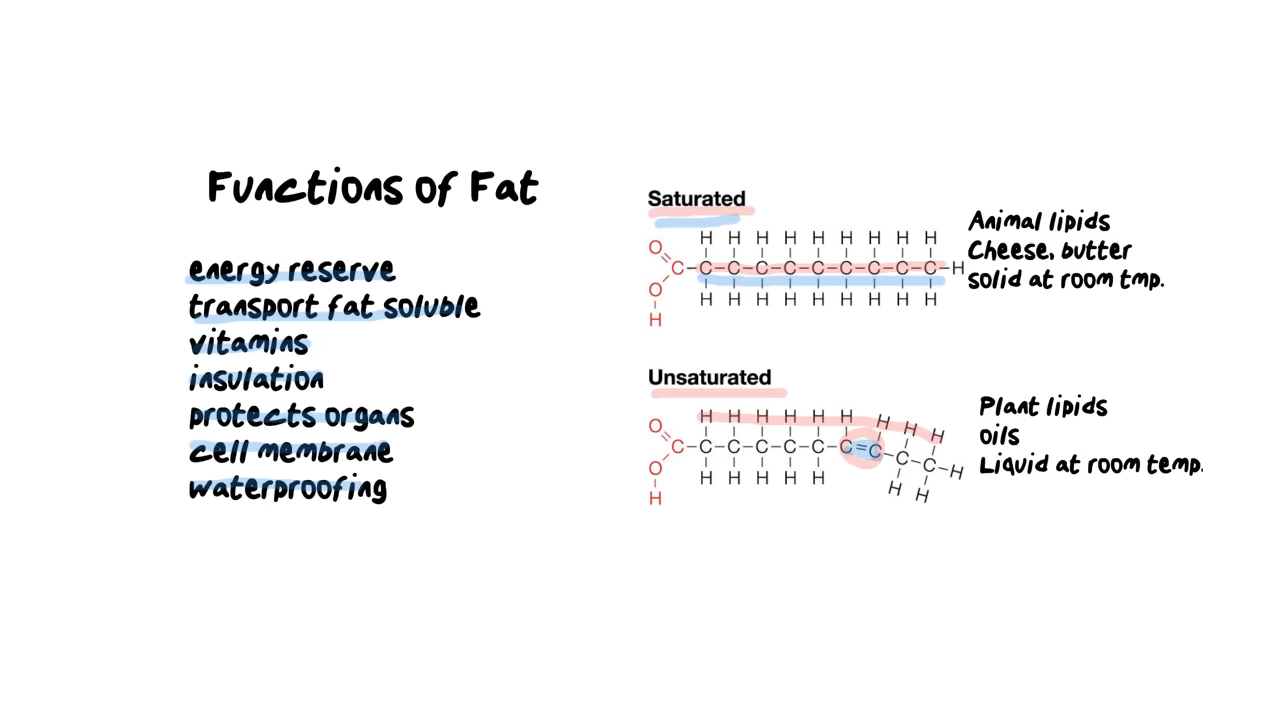 Functions of Fat
energy reserve
transport fat soluble
vitamins
insulation
protects organs
cell membrane
waterproofing
Saturated
H H H H H H H H H
O
C-C-C-C-C-C-C-C-C-C-H
O
H H H H H H H H H
H
Animal lipids
Cheese, butter
solid at room tmp.
Unsaturated
H H H H H H H H H
O
C-C-C-C-C-C-C=C-C-C-H
O
H H H H H H H
H
Plant lipids
oils
Liquid at room temp.